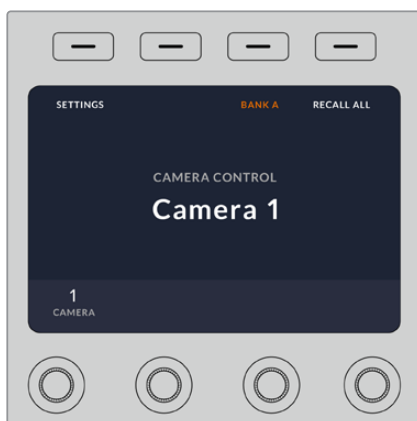 SETTINGS BANK A RECALL ALL
CAMERA CONTROL
Camera 1
1
CAMERA